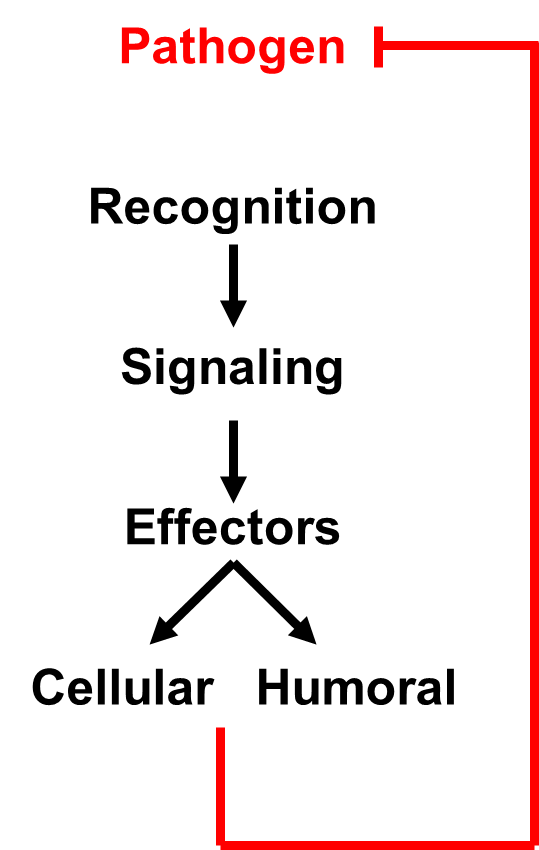 Pathogen
Recognition
Signaling
Effectors
Cellular Humoral